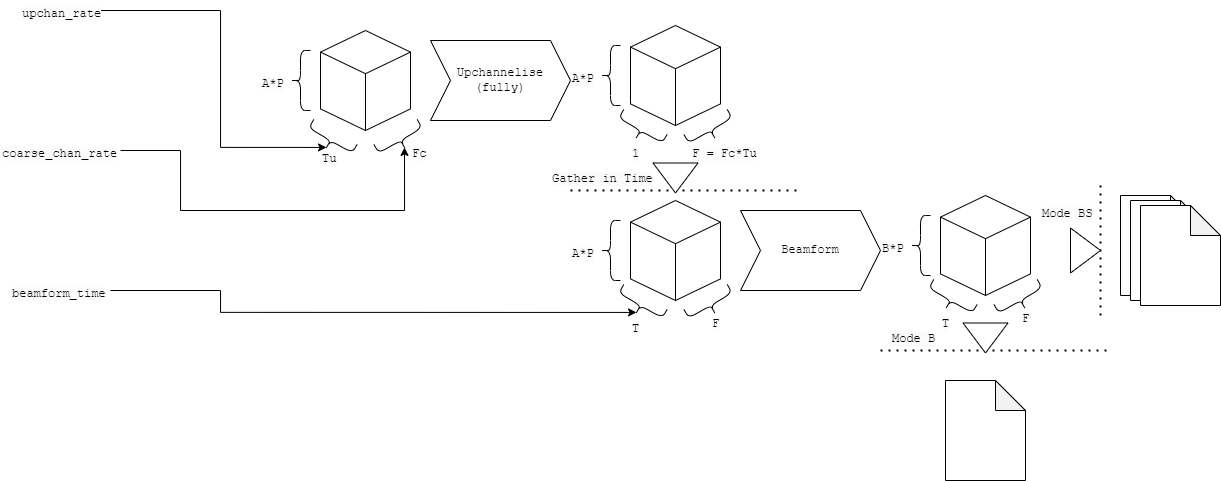 upchan_rate
A*P
Upchannelise
(fully)
A*P
coarse_chan_rate
Tu
Fc
1
F = Fc*Tu
Gather in Time
Mode BS
A*P
Beamform
B*P
beamform_time
T
F
T
F
Mode B